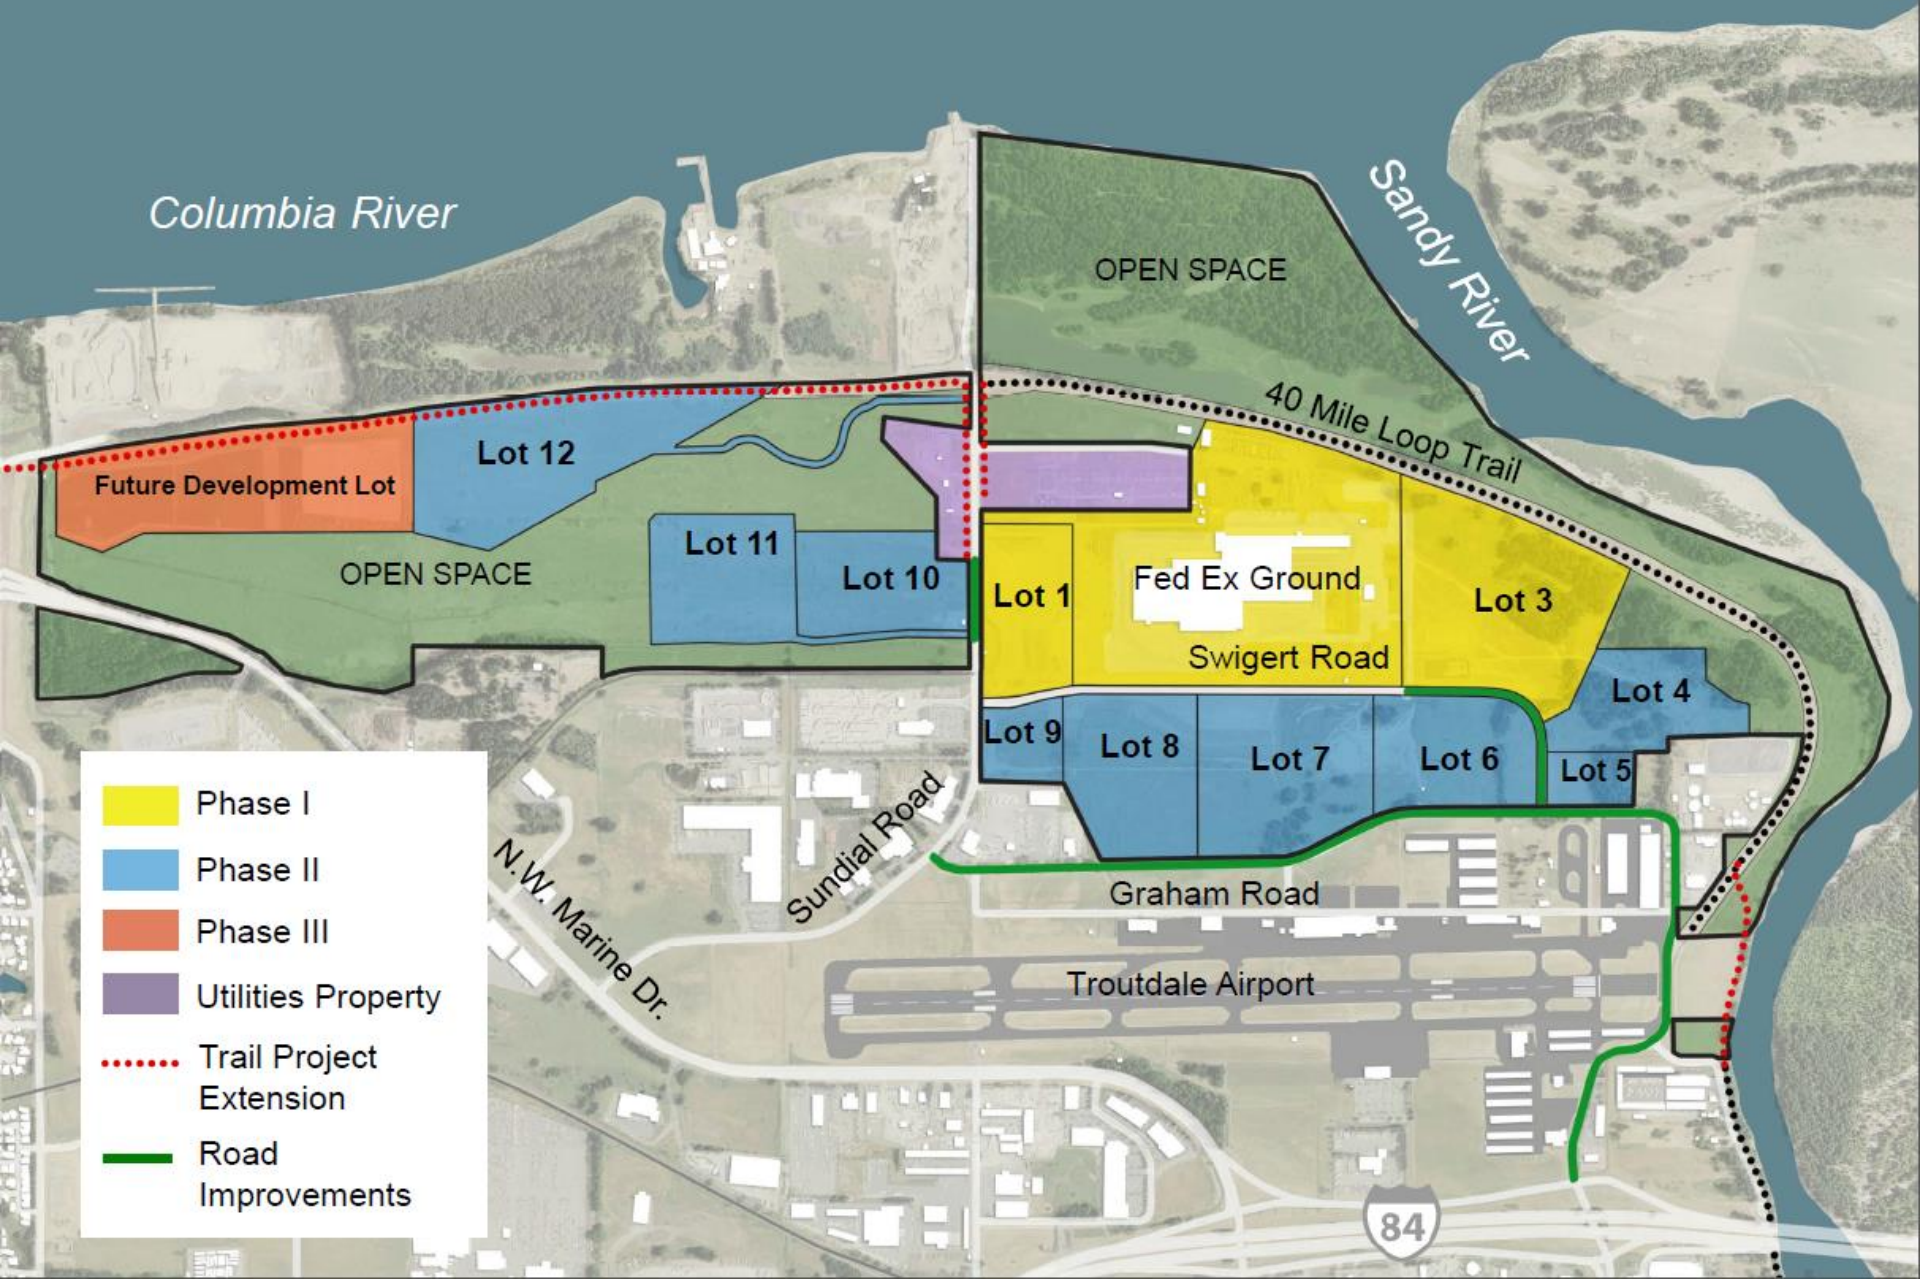 Columbia River
Sandy River
OPEN SPACE
40 Mile Loop Trail
Lot 12
Future Development Lot
Lot 11
OPEN SPACE
Lot 10
Lot 1
Fed Ex Ground
Lot 3
Swigert Road
Lot 4
Lot 9
Lot 8
Lot 7
Lot 6
Lot 5
Sundial Road
N.W. Marine Dr.
Graham Road
Troutdale Airport
84
Phase I
Phase II
Phase III
Utilities Property
Trail Project
Extension
Road
Improvements